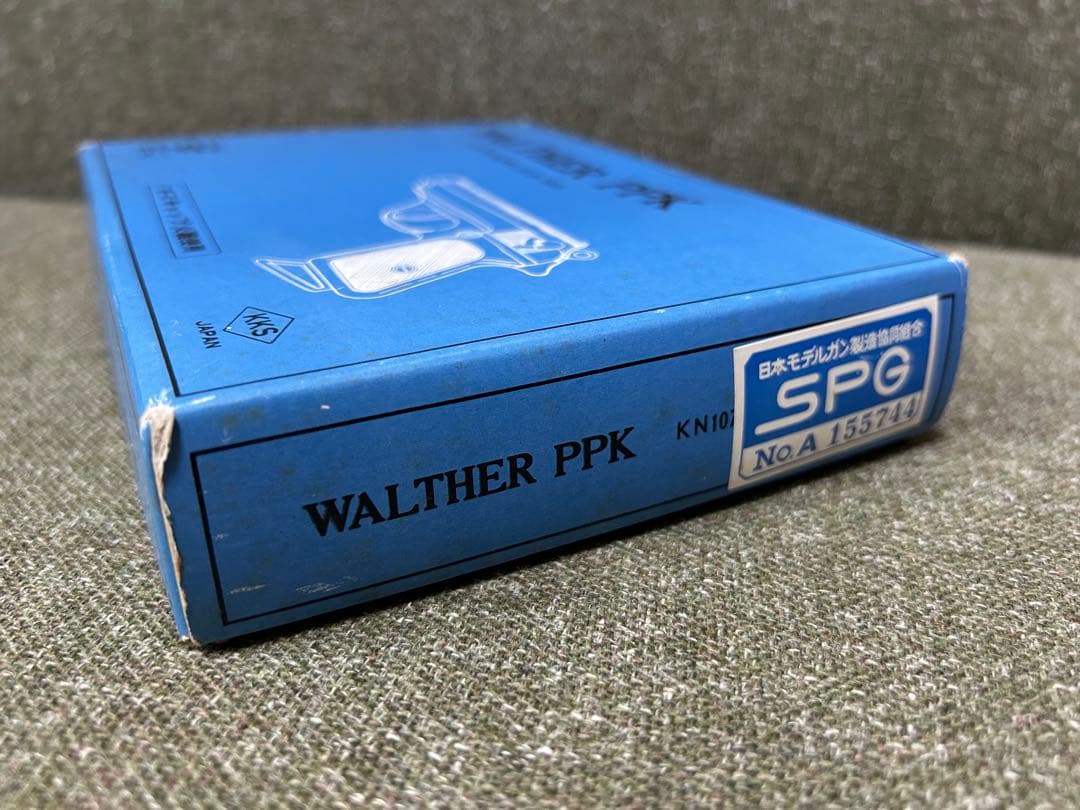 WALTHER PPK
KKS
JAPAN
WALTHER PPK
KN107
日本モデルガン製造協同組合
SPG
No.A 155744